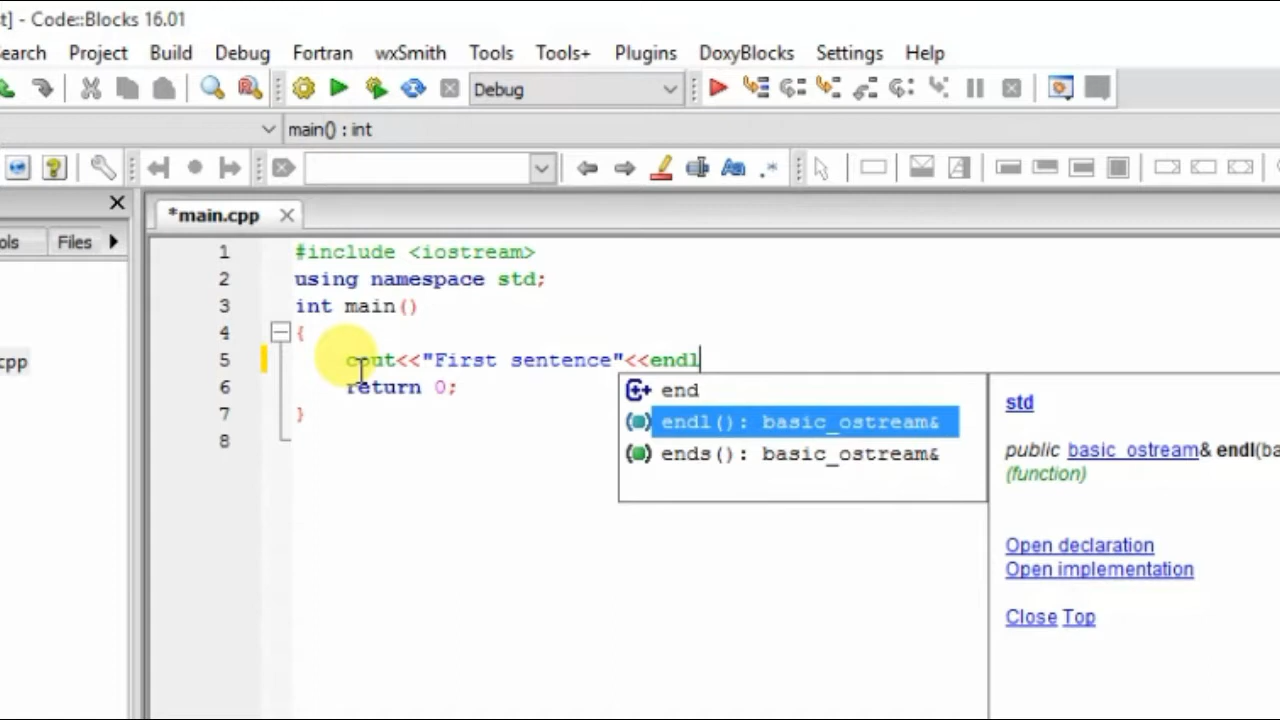 t] - Code::Blocks 16.01
Search Project Build Debug Fortran wxSmith Tools Tools+ Plugins DoxyBlocks Settings Help
Debug
main() : int
*main.cpp
ols Files
1 #include <iostream>
2 using namespace std;
3 int main()
4 {
cpp
5 cout<<"First sentence"<<endl
6 return 0;
7 }
8
end
endl(): basic_ostream&
ends(): basic_ostream&
std
public basic_ostream& endl(ba
(function)
Open declaration
Open implementation
Close Top